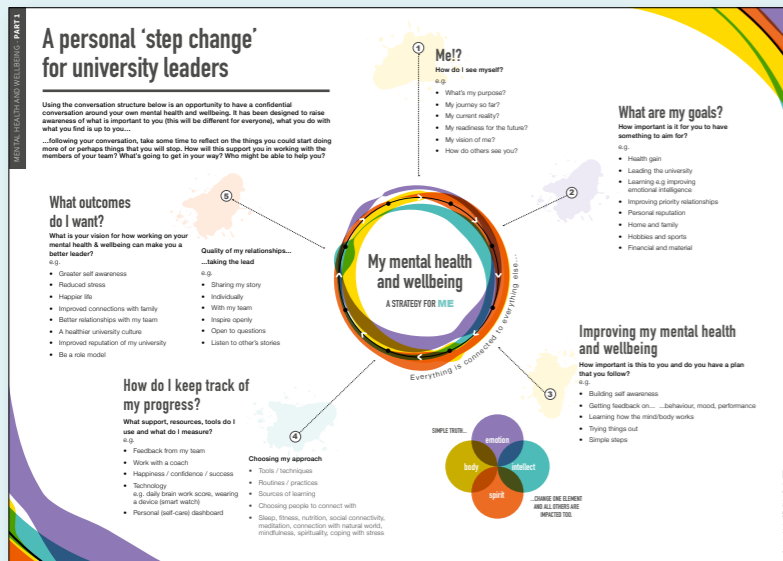 MENTAL HEALTH AND WELLBEING PART 1
A personal ‘step change’
for university leaders
Using the conversation structure below is an opportunity to have a confidential
conversation around your own mental health and wellbeing. It has been designed to raise
awareness of what is important to you (this will be different for everyone), what you do with
what you find is up to you…
…following your conversation, take some time to reflect on the things you could start doing
more of or perhaps things that you will stop. How will this support you in working with the
members of your team? What’s going to get in your way? Who might be able to help you?
1
Me!?
How do I see myself?
e.g.
• What’s my purpose?
• My journey so far?
• My current reality?
• My readiness for the future?
• My vision of me?
• How do others see you?
2
What are my goals?
How important is it for you to have
something to aim for?
e.g.
• Health gain
• Leading the university
• Learning e.g improving
emotional intelligence
• Improving priority relationships
• Personal reputation
• Home and family
• Hobbies and sports
• Financial and material
My mental health
and wellbeing
A STRATEGY FOR ME
Everything is connected to everything else…
3
Improving my mental health
and wellbeing
How important is this to you and do you have a plan
that you follow?
e.g.
• Building self awareness
• Getting feedback on… …behaviour, mood, performance
• Learning how the mind/body works
• Trying things out
• Simple steps
SIMPLE TRUTH…
emotion
body
intellect
spirit
…CHANGE ONE ELEMENT
AND ALL OTHERS ARE
IMPACTED TOO.
4
How do I keep track of
my progress?
What support, resources, tools do I
use and what do I measure?
e.g.
• Feedback from my team
• Work with a coach
• Happiness / confidence / success
• Technology
e.g. daily brain work score, wearing
a device (smart watch)
• Personal (self-care) dashboard
Choosing my approach
• Tools / techniques
• Routines / practices
• Sources of learning
• Choosing people to connect with
• Sleep, fitness, nutrition, social connectivity,
meditation, connection with natural world,
mindfulness, spirituality, coping with stress
5
What outcomes
do I want?
What is your vision for how working on your
mental health & wellbeing can make you a
better leader?
e.g.
• Greater self awareness
• Reduced stress
• Happier life
• Improved connections with family
• Better relationships with my team
• A healthier university culture
• Improved reputation of my university
• Be a role model
Quality of my relationships…
…taking the lead
e.g.
• Sharing my story
• Individually
• With my team
• Inspire openly
• Open to questions
• Listen to other’s stories